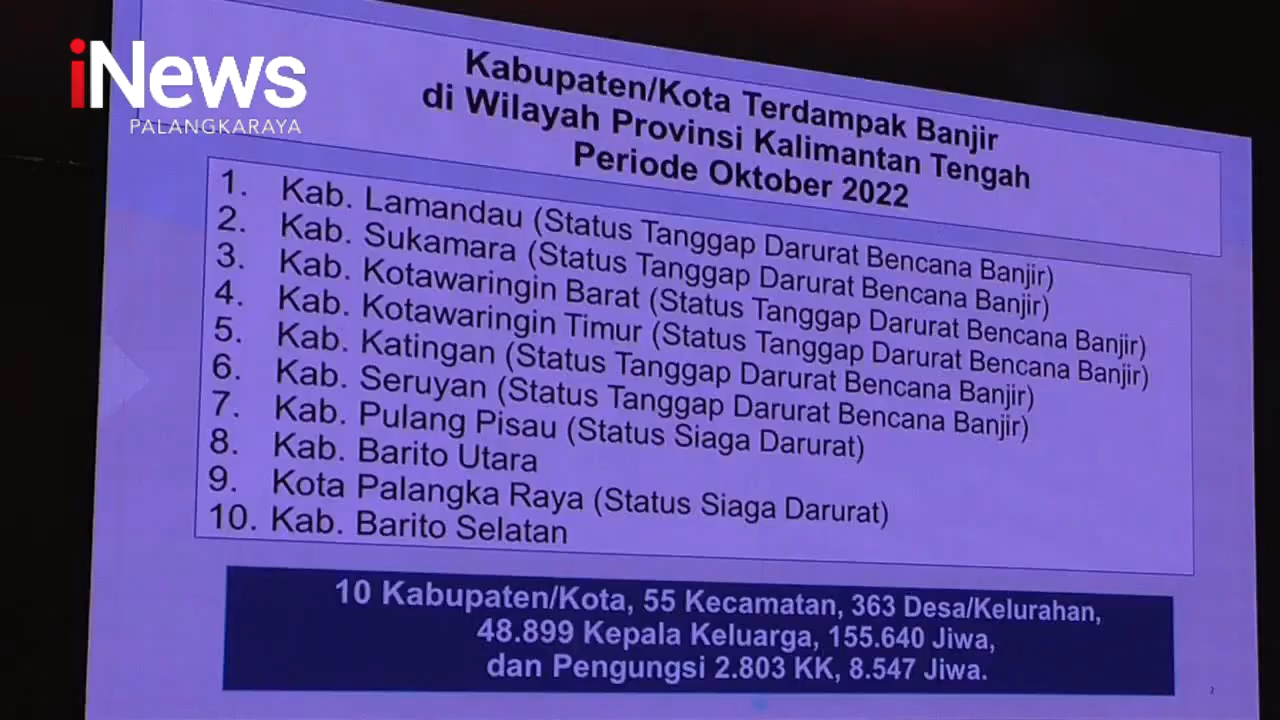 iNews
PALANGKARAYA
Kabupaten/Kota Terdampak Banjir
di Wilayah Provinsi Kalimantan Tengah
Periode Oktober 2022
1. Kab. Lamandau (Status Tanggap Darurat Bencana Banjir)
2. Kab. Sukamara (Status Tanggap Darurat Bencana Banjir)
3. Kab. Kotawaringin Barat (Status Tanggap Darurat Bencana Banjir)
4. Kab. Kotawaringin Timur (Status Tanggap Darurat Bencana Banjir)
5. Kab. Katingan (Status Tanggap Darurat Bencana Banjir)
6. Kab. Seruyan (Status Tanggap Darurat Bencana Banjir)
7. Kab. Pulang Pisau (Status Siaga Darurat)
8. Kab. Barito Utara
9. Kota Palangka Raya (Status Siaga Darurat)
10. Kab. Barito Selatan
10 Kabupaten/Kota, 55 Kecamatan, 363 Desa/Kelurahan,
48.899 Kepala Keluarga, 155.640 Jiwa,
dan Pengungsi 2.803 KK, 8.547 Jiwa.
2